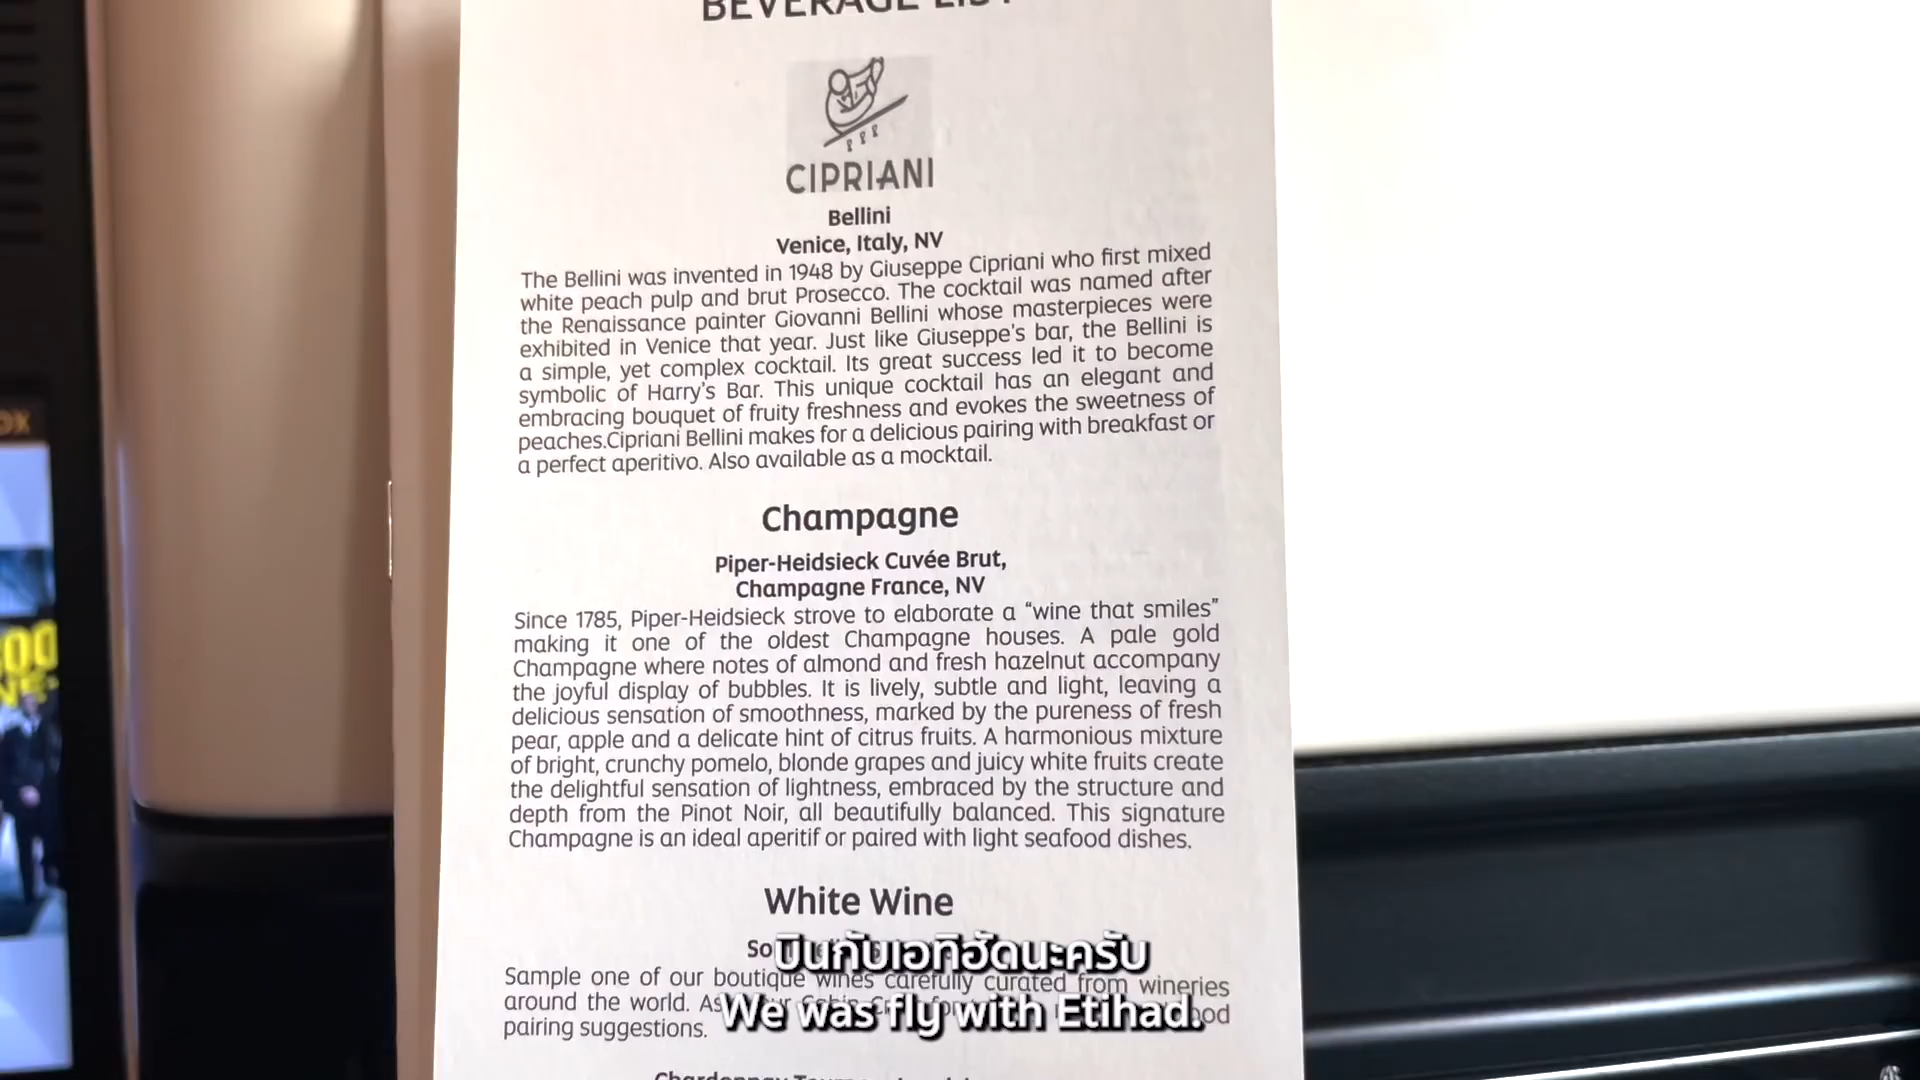 BEVERAGE LIST
CIPRIANI
Bellini
Venice, Italy, NV
The Bellini was invented in 1948 by Giuseppe Cipriani who first mixed
white peach pulp and brut Prosecco. The cocktail was named after
the Renaissance painter Giovanni Bellini whose masterpieces were
exhibited in Venice that year. Just like Giuseppe's bar, the Bellini is
a simple, yet complex cocktail. Its great success led it to become
symbolic of Harry's Bar. This unique cocktail has an elegant and
embracing bouquet of fruity freshness and evokes the sweetness of
peaches.Cipriani Bellini makes for a delicious pairing with breakfast or
a perfect aperitivo. Also available as a mocktail.
Champagne
Piper-Heidsieck Cuvée Brut,
Champagne France, NV
Since 1785, Piper-Heidsieck strove to elaborate a “wine that smiles”
making it one of the oldest Champagne houses. A pale gold
Champagne where notes of almond and fresh hazelnut accompany
the joyful display of bubbles. It is lively, subtle and light, leaving a
delicious sensation of smoothness, marked by the pureness of fresh
pear, apple and a delicate hint of citrus fruits. A harmonious mixture
of bright, crunchy pomelo, blonde grapes and juicy white fruits create
the delightful sensation of lightness, embraced by the structure and
depth from the Pinot Noir, all beautifully balanced. This signature
Champagne is an ideal aperitif or paired with light seafood dishes.
White Wine
Sample one of our boutique wines carefully curated from wineries
around the world.
pairing suggestions.
บินกับเอทิฮัดนะครับ
We was fly with Etihad.